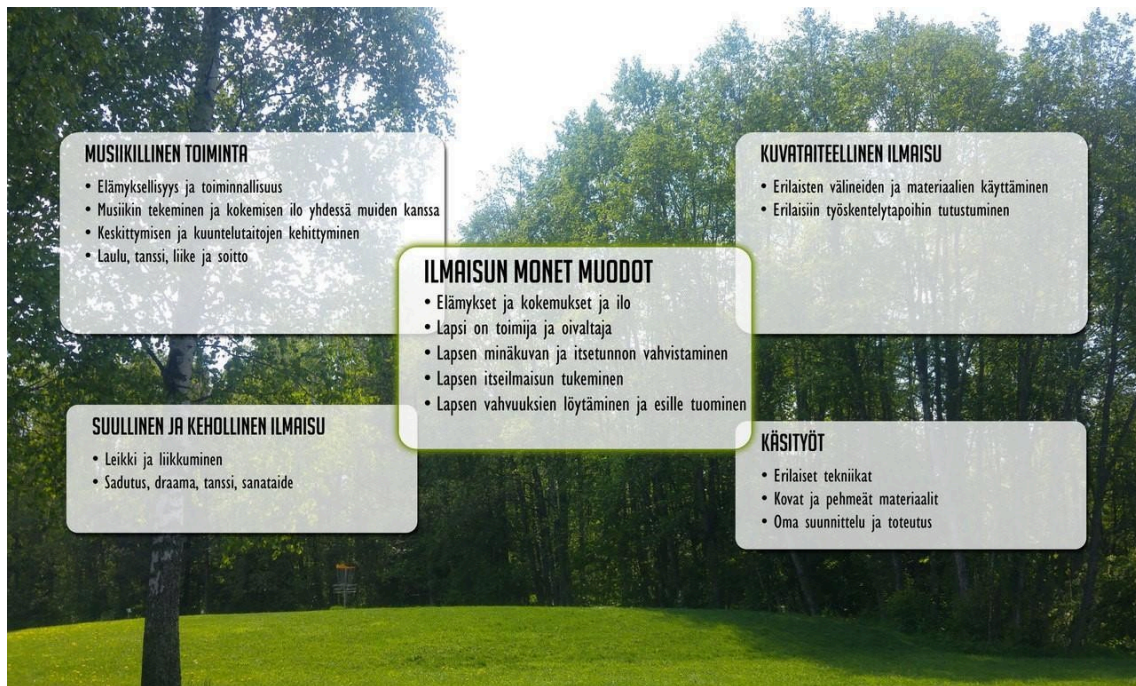 MUSIIKILLINEN TOIMINTA
• Elämyksellisyys ja toiminnallisuus
• Musiikin tekeminen ja kokemisen ilo yhdessä muiden kanssa
• Keskittymisen ja kuuntelutaitojen kehittyminen
• Laulu, tanssi, liike ja soitto
KUVATAITEELLINEN ILMAISU
• Erilaisten välineiden ja materiaalien käyttäminen
• Erilaisiin työskentelytapoihin tutustuminen
ILMAISUN MONET MUODOT
• Elämykset ja kokemukset ja ilo
• Lapsi on toimija ja oivaltaja
• Lapsen minäkuvan ja itsetunnon vahvistaminen
• Lapsen itseilmaisun tukeminen
• Lapsen vahvuuksien löytäminen ja esille tuominen
SUULLINEN JA KEHOLLINEN ILMAISU
• Leikki ja liikkuminen
• Sadutus, draama, tanssi, sanataide
KÄSITYÖT
• Erilaiset tekniikat
• Kovat ja pehmeät materiaalit
• Oma suunnittelu ja toteutus